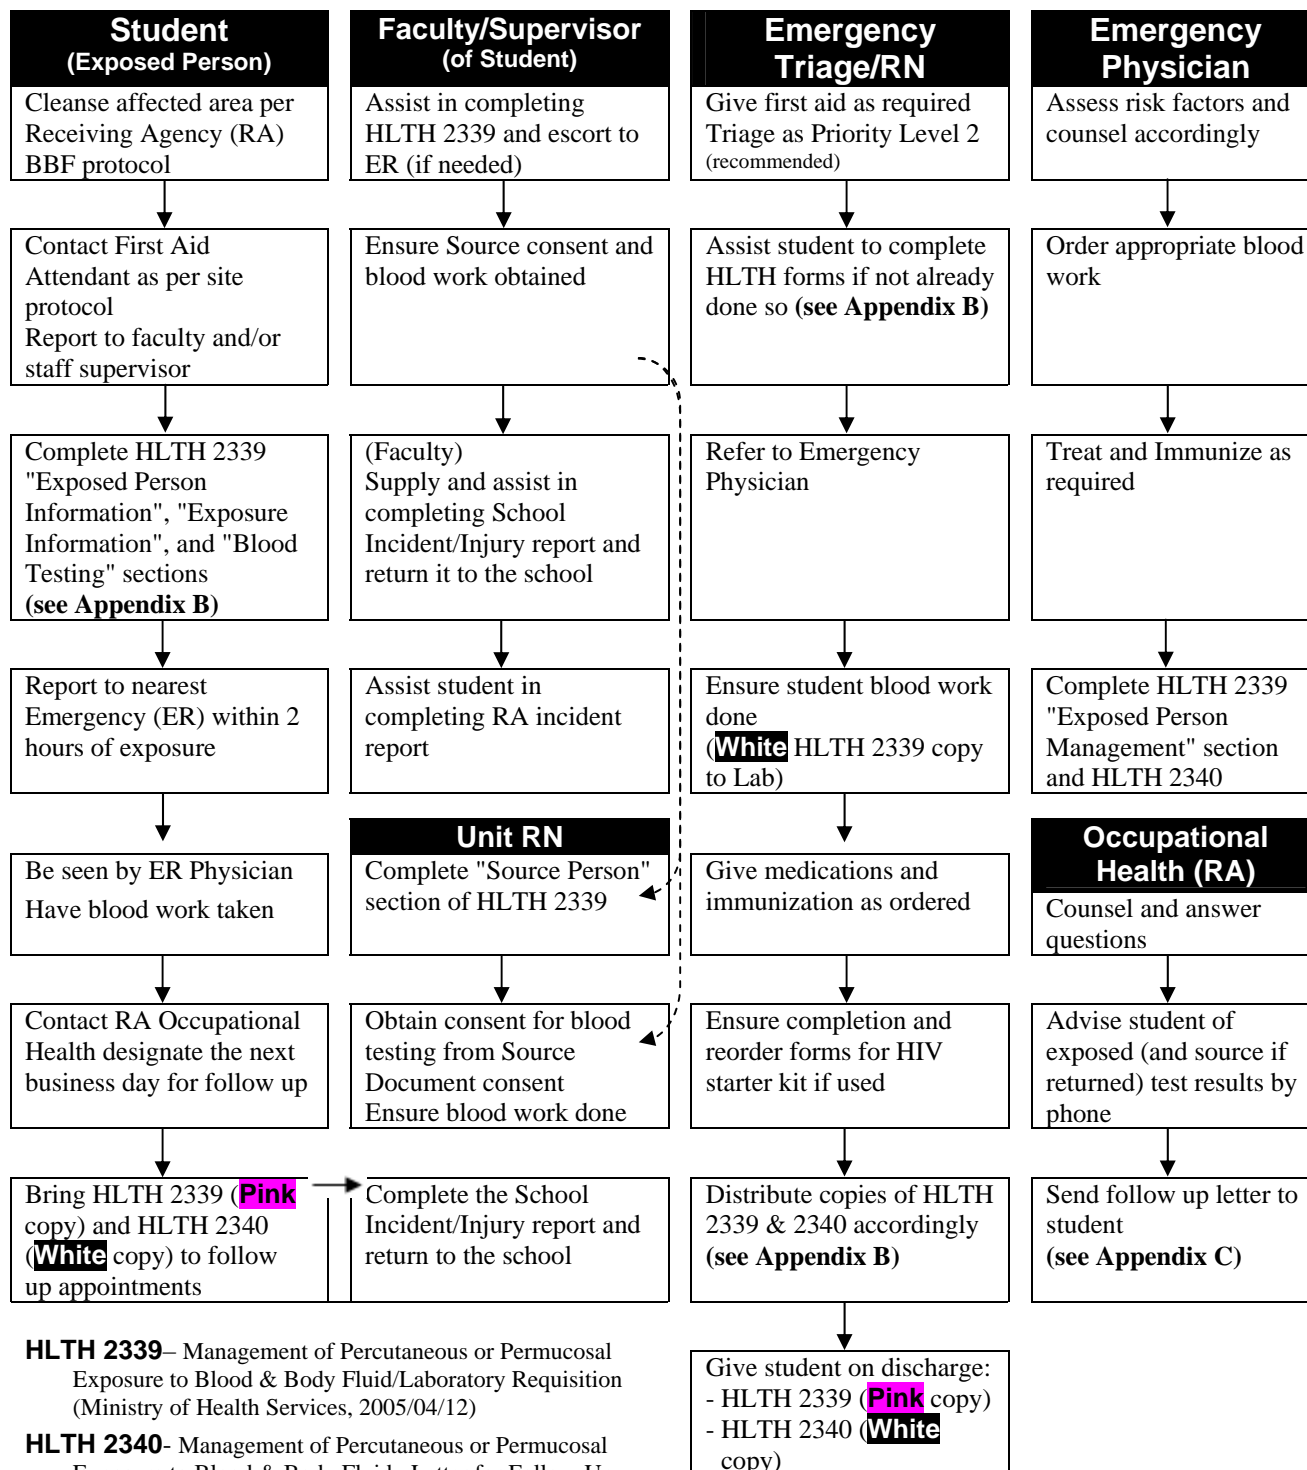 Student
(Exposed Person)
Cleanse affected area per
Receiving Agency (RA)
BBF protocol
Contact First Aid
Attendant as per site
protocol
Report to faculty and/or
staff supervisor
Complete HLTH 2339
"Exposed Person
Information", "Exposure
Information", and "Blood
Testing" sections
(see Appendix B)
Report to nearest
Emergency (ER) within 2
hours of exposure
Be seen by ER Physician
Have blood work taken
Contact RA Occupational
Health designate the next
business day for follow up
Bring HLTH 2339 (Pink
copy) and HLTH 2340
(White copy) to follow
up appointments
Faculty/Supervisor
(of Student)
Assist in completing
HLTH 2339 and escort to
ER (if needed)
Ensure Source consent and
blood work obtained
(Faculty)
Supply and assist in
completing School
Incident/Injury report and
return it to the school
Assist student in
completing RA incident
report
Unit RN
Complete "Source Person"
section of HLTH 2339
Obtain consent for blood
testing from Source
Document consent
Ensure blood work done
Complete the School
Incident/Injury report and
return to the school
Emergency
Triage/RN
Give first aid as required
Triage as Priority Level 2
(recommended)
Assist student to complete
HLTH forms if not already
done so (see Appendix B)
Refer to Emergency
Physician
Ensure student blood work
done
(White HLTH 2339 copy
to Lab)
Give medications and
immunization as ordered
Ensure completion and
reorder forms for HIV
starter kit if used
Distribute copies of HLTH
2339 & 2340 accordingly
(see Appendix B)
Give student on discharge:
- HLTH 2339 (Pink copy)
- HLTH 2340 (White
copy)
Emergency
Physician
Assess risk factors and
counsel accordingly
Order appropriate blood
work
Treat and Immunize as
required
Complete HLTH 2339
"Exposed Person
Management" section
and HLTH 2340
Occupational
Health (RA)
Counsel and answer
questions
Advise student of
exposed (and source if
returned) test results by
phone
Send follow up letter to
student
(see Appendix C)
HLTH 2339– Management of Percutaneous or Permucosal
Exposure to Blood & Body Fluid/Laboratory Requisition
(Ministry of Health Services, 2005/04/12)
HLTH 2340- Management of Percutaneous or Permucosal